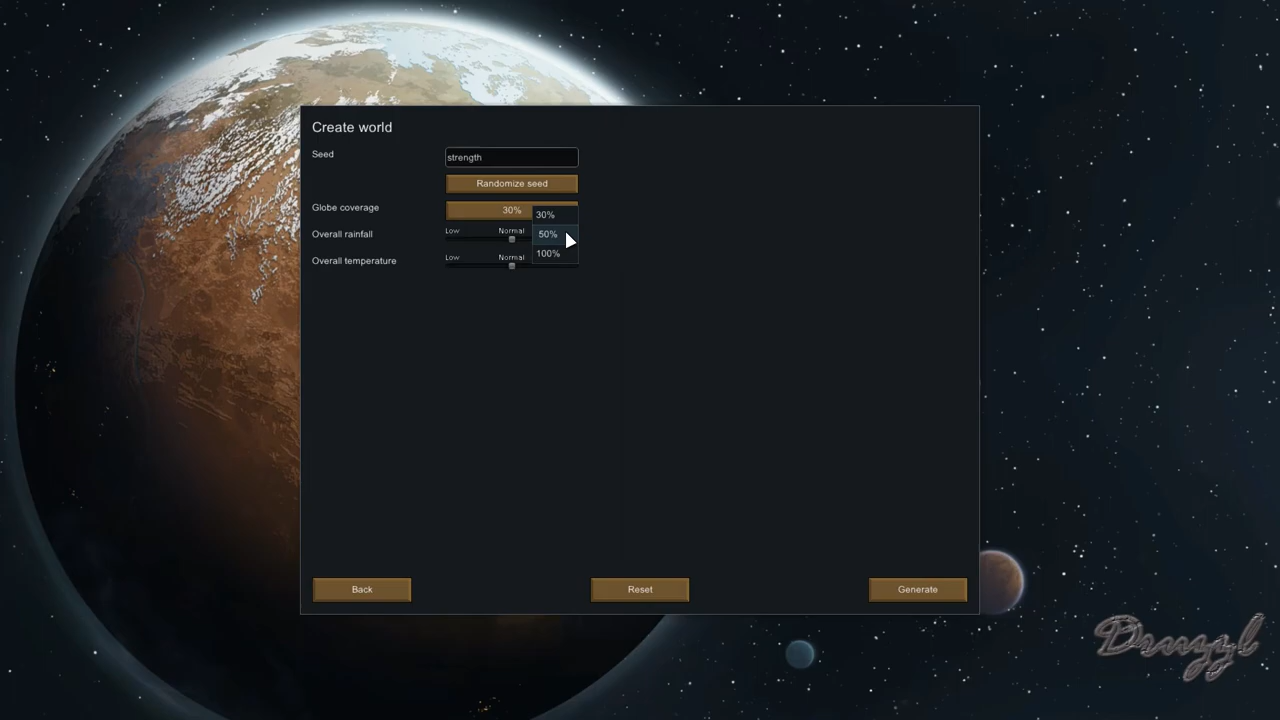 Create world
Seed
strength
Randomize seed
Globe coverage
30%
30%
Overall rainfall
Low
Normal
50%
100%
Overall temperature
Low
Normal
Back
Reset
Generate